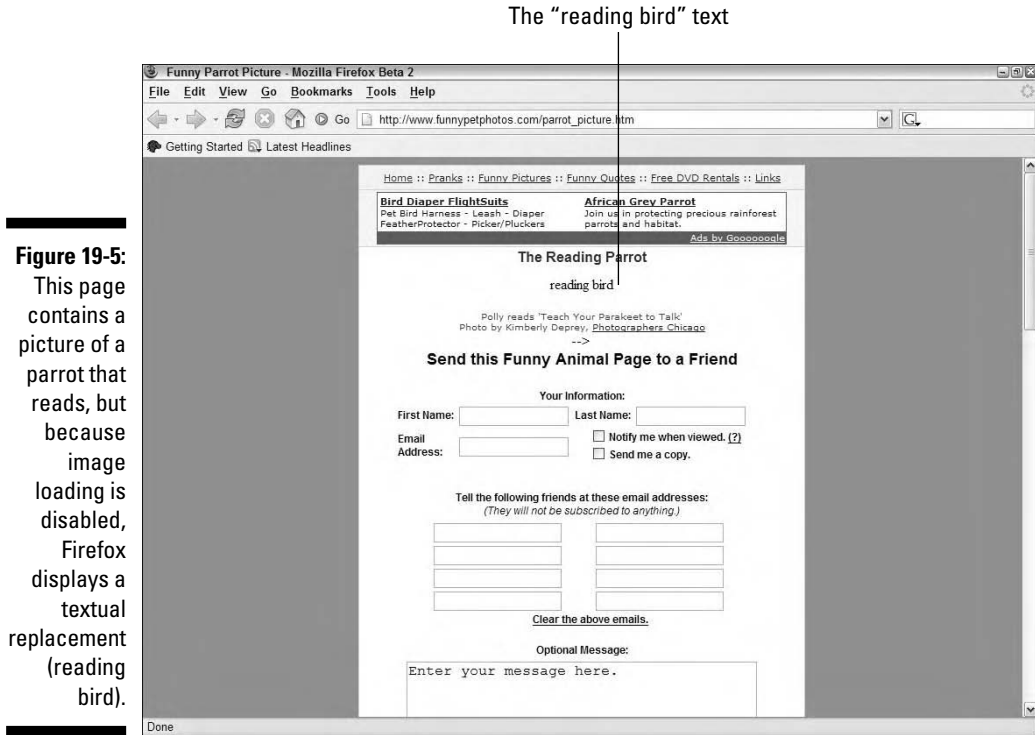 The “reading bird” text
Funny Parrot Picture - Mozilla Firefox Beta 2
File Edit View Go Bookmarks Tools Help
Go http://www.funnypetphotos.com/parrot_picture.htm G
Getting Started Latest Headlines
Home :: Pranks :: Funny Pictures :: Funny Quotes :: Free DVD Rentals :: Links
Bird Diaper FlightSuits
Pet Bird Harness - Leash - Diaper
FeatherProtector - Picker/Pluckers
African Grey Parrot
Join us in protecting precious rainforest
parrots and habitat.
Ads by Goooooogle
The Reading Parrot
reading bird
Polly reads 'Teach Your Parakeet to Talk'
Photo by Kimberly Deprey, Photographers Chicago
-->
Send this Funny Animal Page to a Friend
Your Information:
First Name: Last Name:
Email
Address:
Notify me when viewed. (?)
Send me a copy.
Tell the following friends at these email addresses:
(They will not be subscribed to anything.)
Clear the above emails.
Optional Message:
Enter your message here.
Done
Figure 19-5:
This page
contains a
picture of a
parrot that
reads, but
because
image
loading is
disabled,
Firefox
displays a
textual
replacement
(reading
bird).